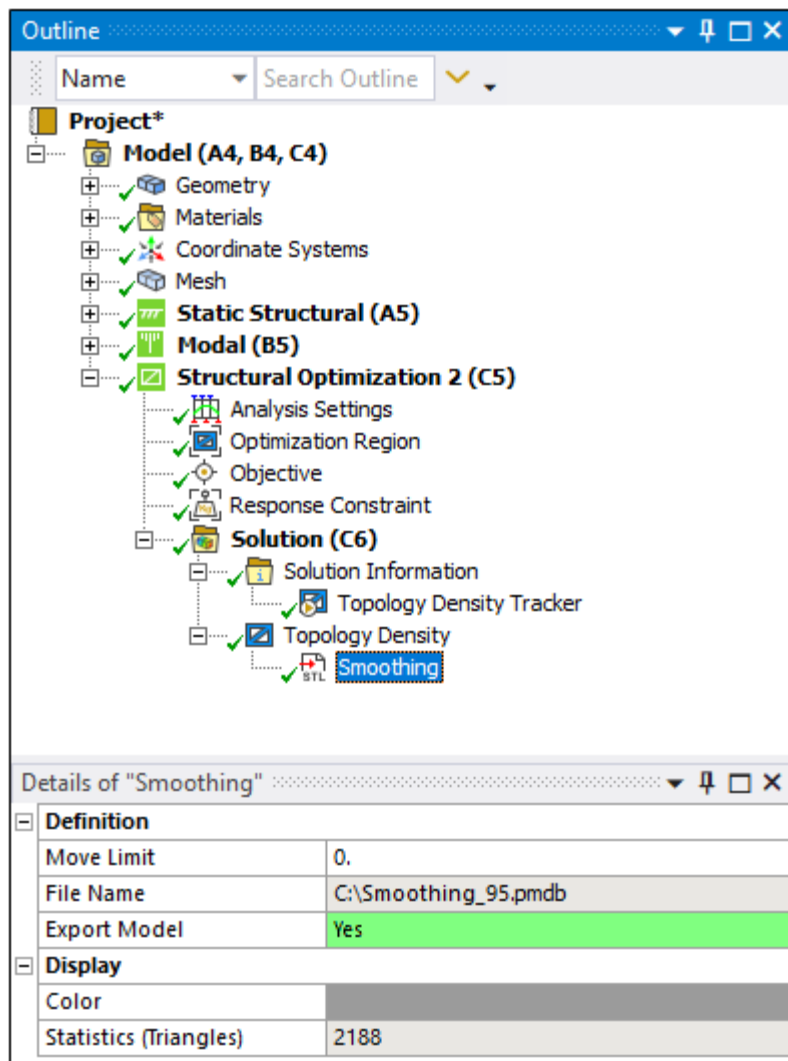 Outline
Name Search Outline
Project*
Model (A4, B4, C4)
Geometry
Materials
Coordinate Systems
Mesh
Static Structural (A5)
Modal (B5)
Structural Optimization 2 (C5)
Analysis Settings
Optimization Region
Objective
Response Constraint
Solution (C6)
Solution Information
Topology Density Tracker
Topology Density
STL Smoothing
Details of "Smoothing"
Definition
Move Limit 0.
File Name C:\Smoothing_95.pmdb
Export Model Yes
Display
Color
Statistics (Triangles) 2188